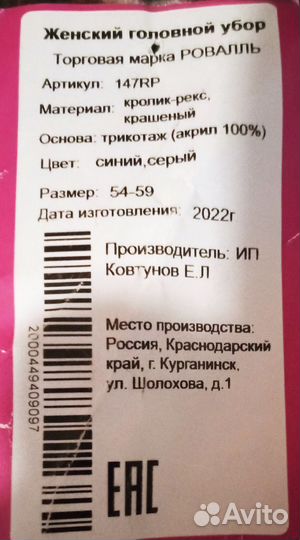 Женский головной убор
Торговая марка РОВАЛЛЬ
Артикул: 147RP
Материал: кролик-рекс,
крашеный
Основа: трикотаж (акрил 100%)
Цвет: синий,серый
Размер: 54-59
Дата изготовления: 2022г
Производитель: ИП
Ковтунов Е.Л
Место производства:
Россия, Краснодарский
край, г. Курганинск,
ул. Шолохова, д.1
2000449409097
EAC
Avito